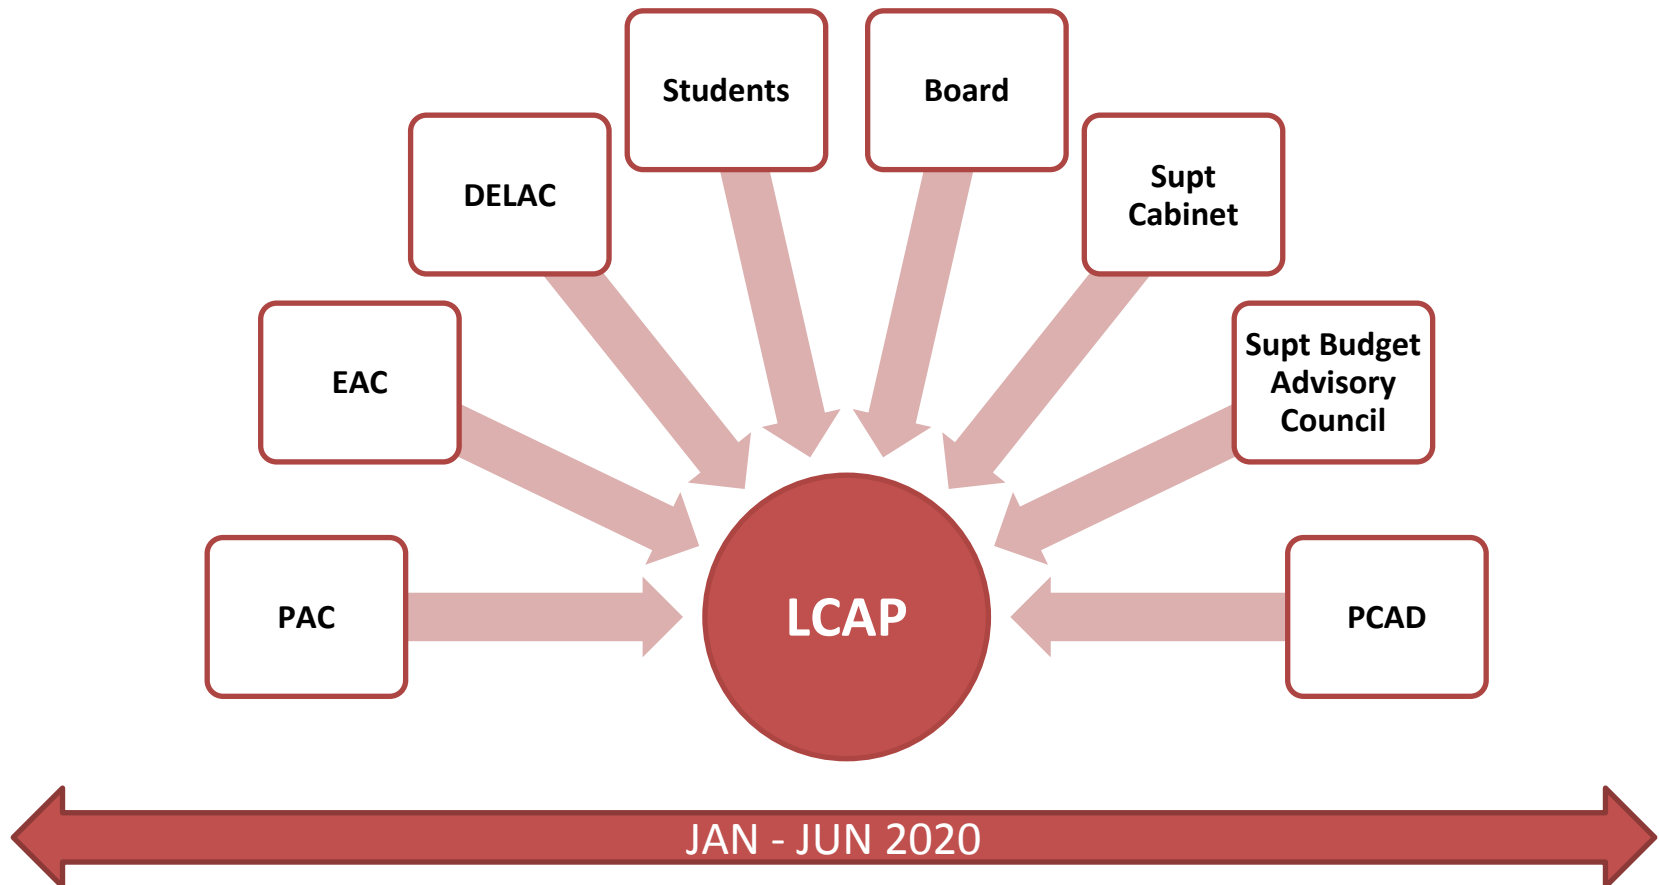 Students
Board
DELAC
Supt
Cabinet
EAC
Supt Budget
Advisory
Council
PAC
LCAP
PCAD
JAN - JUN 2020